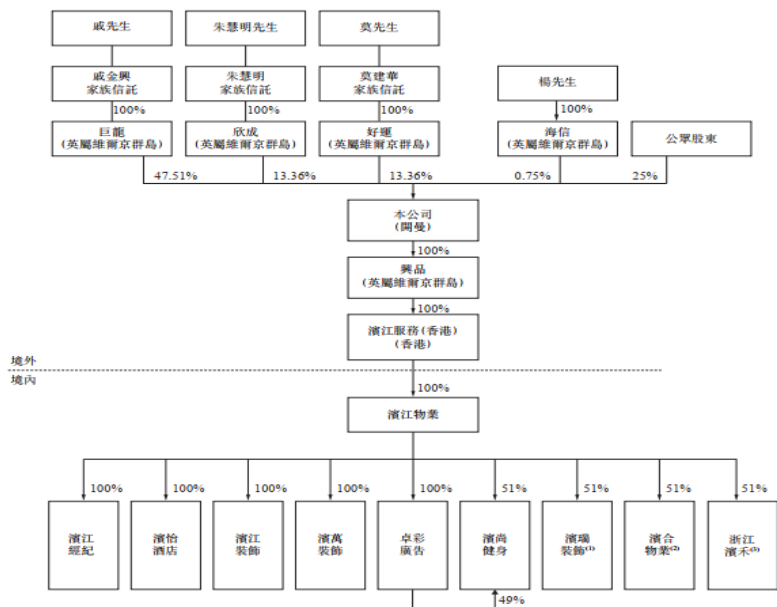 戚先生
朱慧明先生
莫先生
戚金興
家族信託
朱慧明
家族信託
莫建華
家族信託
楊先生
100%
100%
100%
100%
巨龍
(英屬維爾京群島)
欣成
(英屬維爾京群島)
好運
(英屬維爾京群島)
海信
(英屬維爾京群島)
公眾股東
47.51%
13.36%
13.36%
0.75%
25%
本公司
(開曼)
100%
興品
(英屬維爾京群島)
100%
濱江服務(香港)
(香港)
境外
境內
100%
濱江物業
100%
100%
100%
100%
100%
51%
51%
51%
51%
濱江
經紀
濱怡
酒店
濱江
裝飾
濱萬
裝飾
卓彩
廣告
濱尚
健身
濱瑞
裝飾(1)
濱合
物業(2)
浙江
濱禾(3)
49%